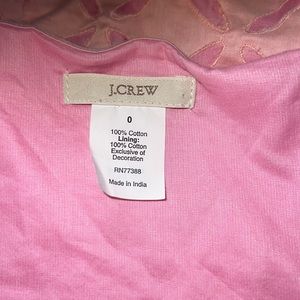 J.CREW
0
100% Cotton
Lining:
100% Cotton
Exclusive of
Decoration
RN77388
Made in India